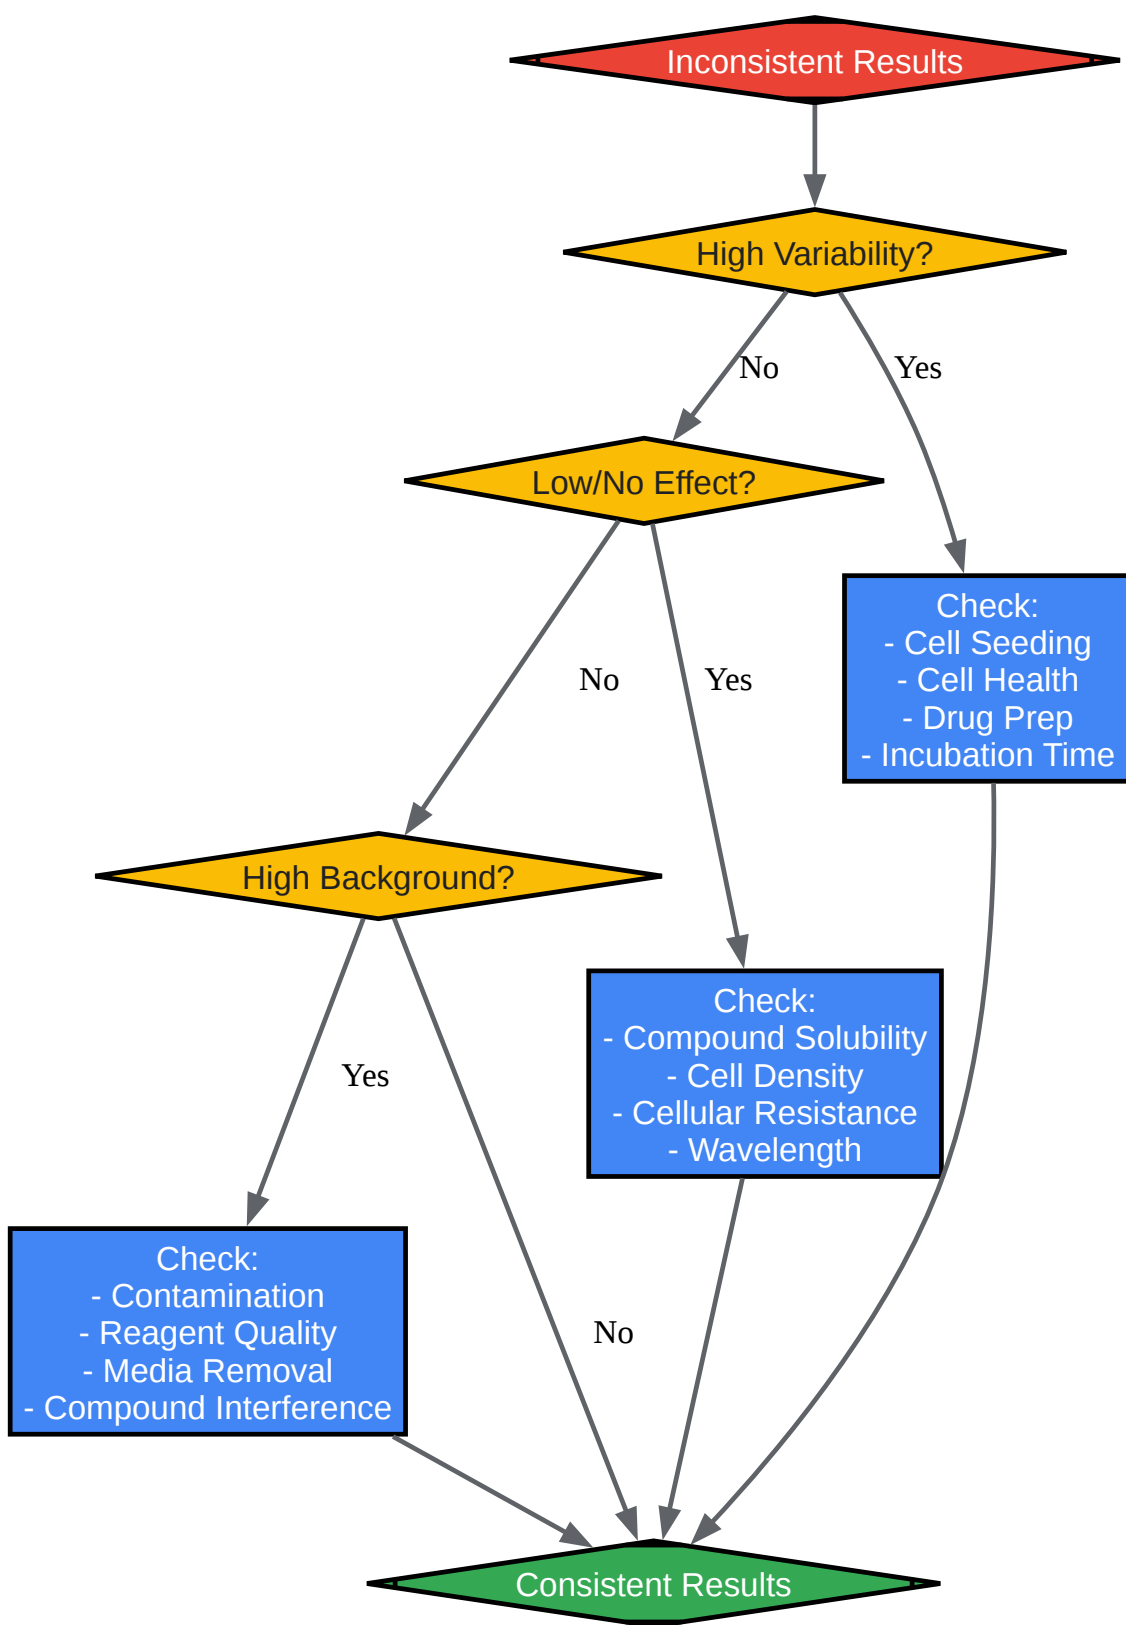 Inconsistent Results
High Variability?
No
Yes
Low/No Effect?
Check:
- Cell Seeding
- Cell Health
- Drug Prep
- Incubation Time
No
Yes
High Background?
Check:
- Compound Solubility
- Cell Density
- Cellular Resistance
- Wavelength
Yes
Check:
- Contamination
- Reagent Quality
- Media Removal
- Compound Interference
No
Consistent Results